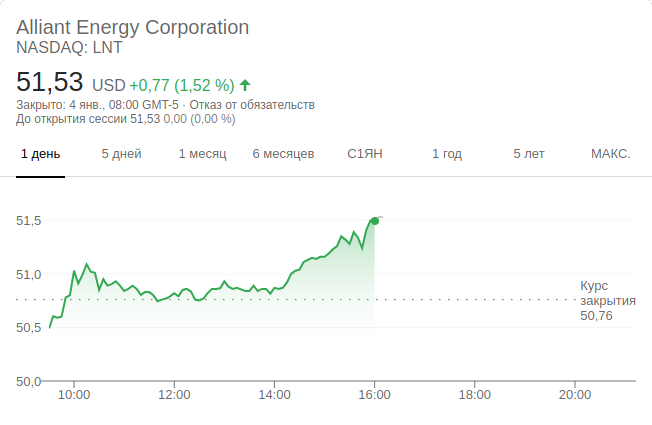 Alliant Energy Corporation
NASDAQ: LNT
51,53 USD +0,77 (1,52 %)
Закрыто: 4 янв., 08:00 GMT-5 · Отказ от обязательств
До открытия сессии 51,53 0,00 (0,00 %)
1 день 5 дней 1 месяц 6 месяцев С1ЯН 1 год 5 лет МАКС.
51,5
51,0
Курс
закрытия
50,76
50,5
50,0
10:00 12:00 14:00 16:00 18:00 20:00